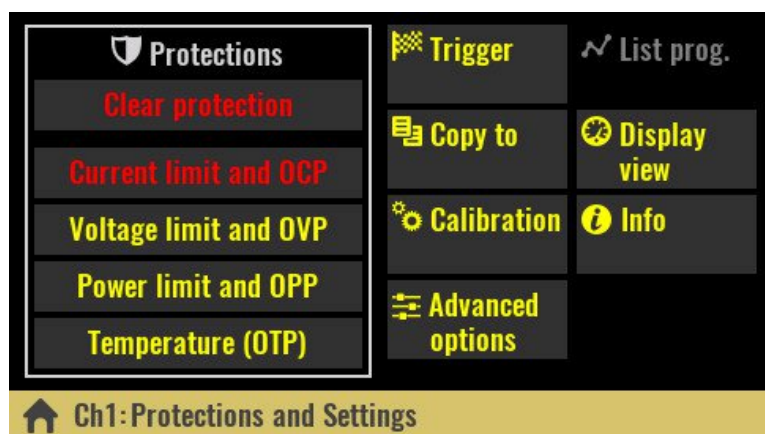 Protections
Clear protection
Current limit and OCP
Voltage limit and OVP
Power limit and OPP
Temperature (OTP)
Trigger
List prog.
Copy to
Display
view
Calibration
Info
Advanced
options
Ch1: Protections and Settings